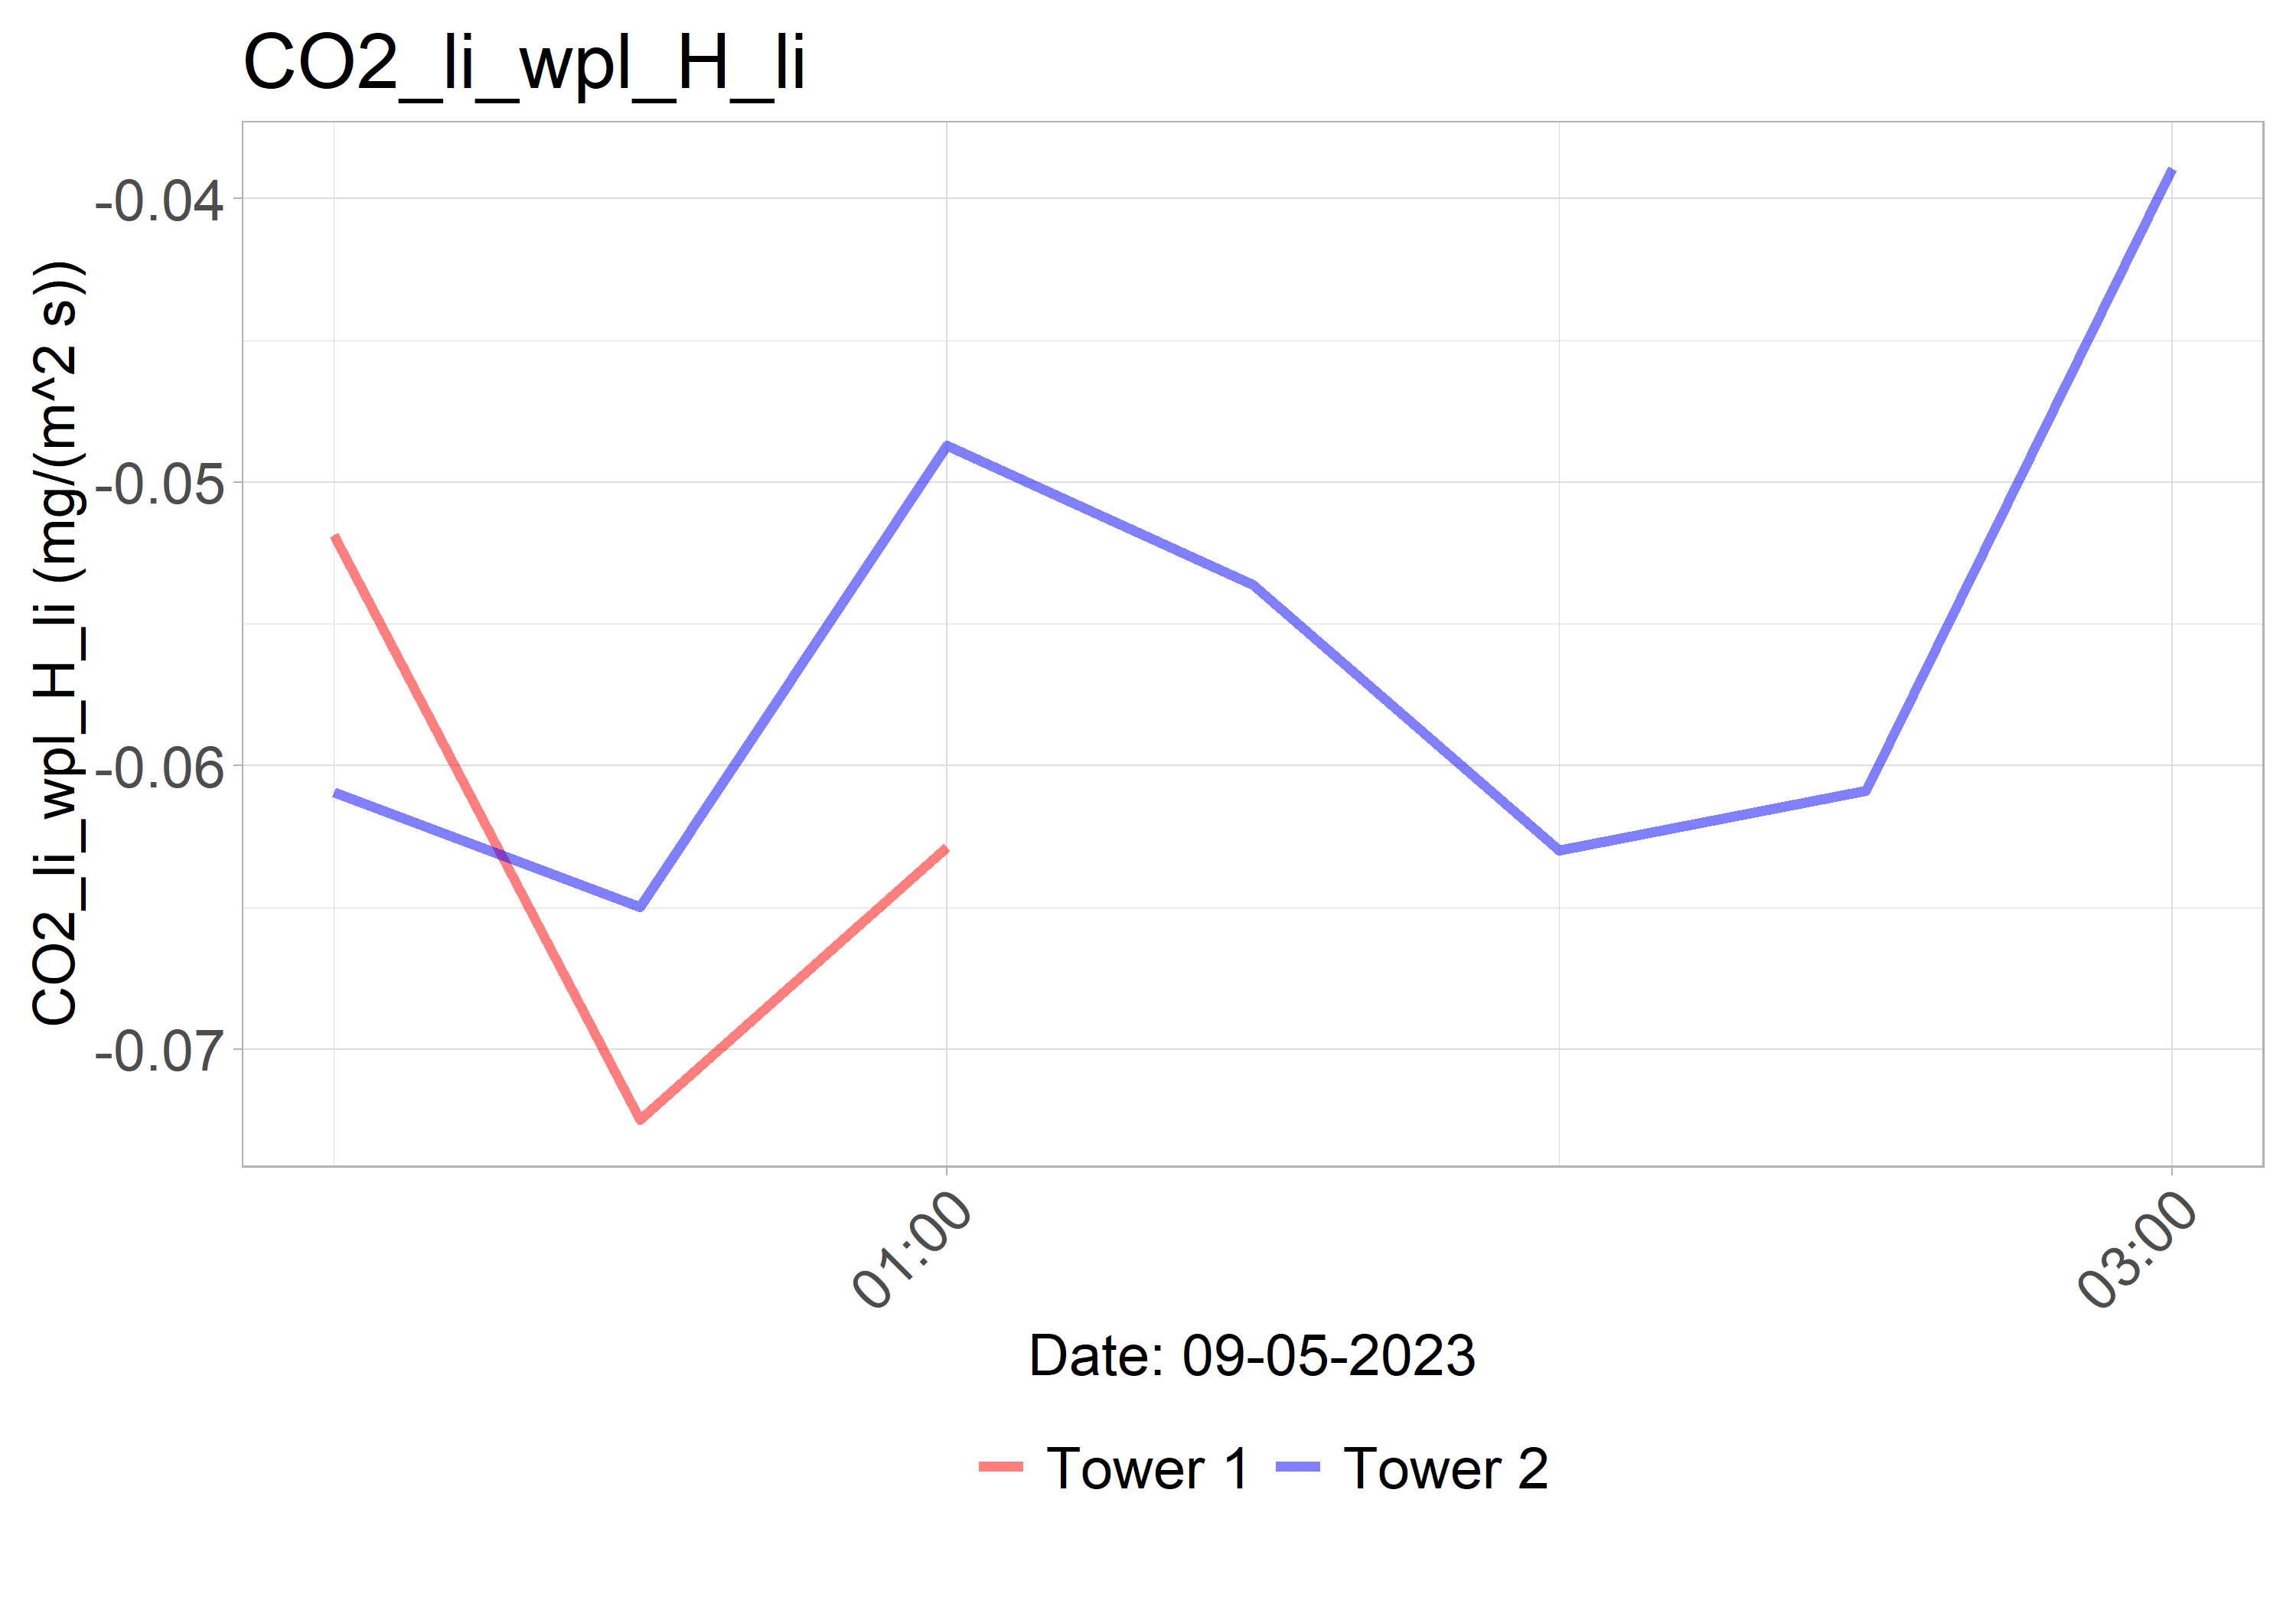 CO2_li_wpl_H_li
CO2_li_wpl_H_li (mg/(m^2 s))
-0.04
-0.05
-0.06
-0.07
01:00
03:00
Date: 09-05-2023
Tower 1
Tower 2